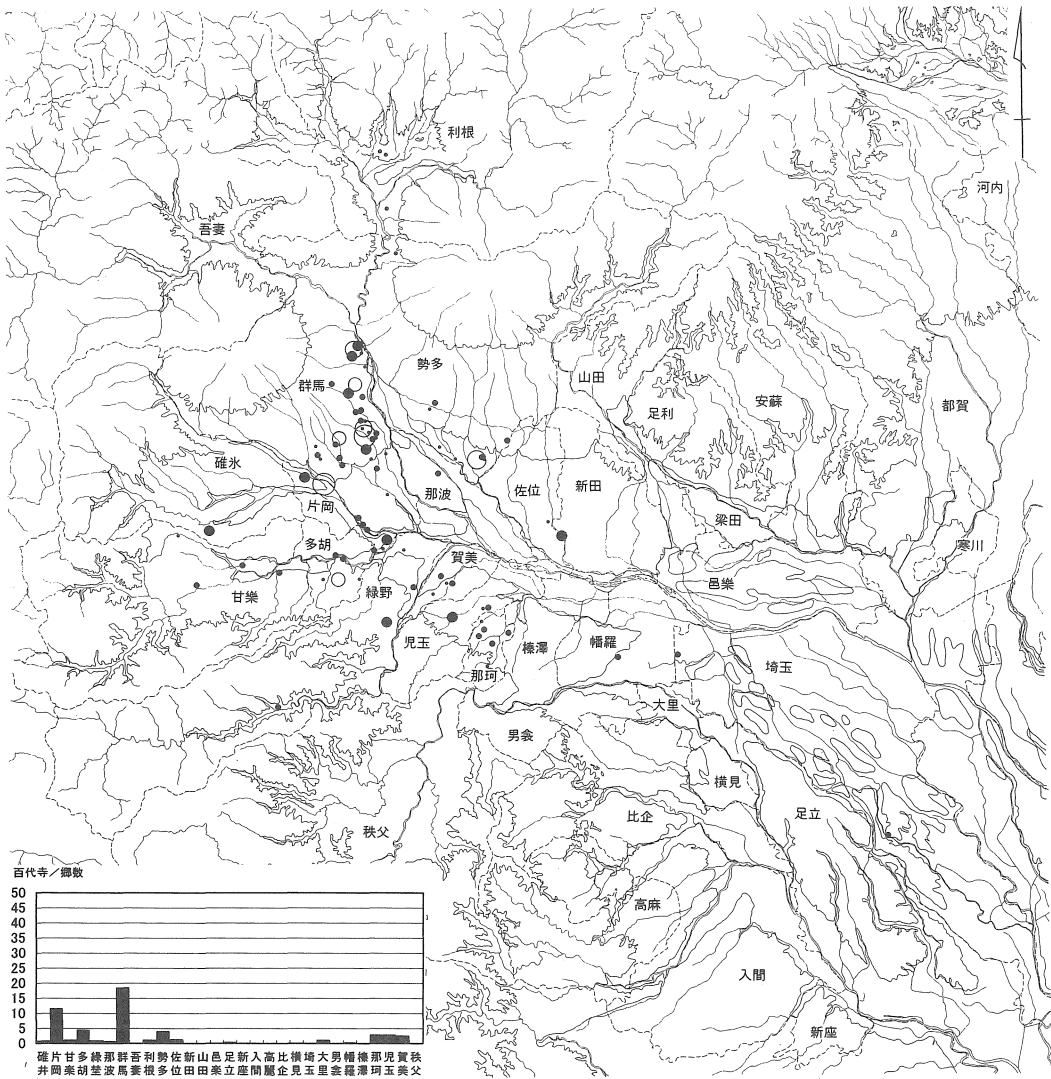 利根
河内
吾妻
勢多
群馬
山田
足利
安蘇
都賀
碓氷
片岡
那波
佐位
新田
梁田
寒川
多胡
賀美
邑樂
甘樂
緑野
児玉
榛澤
幡羅
埼玉
那珂
大里
男衾
横見
足立
比企
秩父
高麻
入間
新座
百代寺/郷数
50
45
40
35
30
25
20
15
10
5
0
碓井
片岡
甘楽
多胡
緑埜
那波
群馬
吾妻
利根
勢多
佐位
新田
山田
邑楽
足立
新座
入間
高麗
比企
横見
埼玉
大里
男衾
幡羅
榛澤
那珂
児玉
賀美
秩父